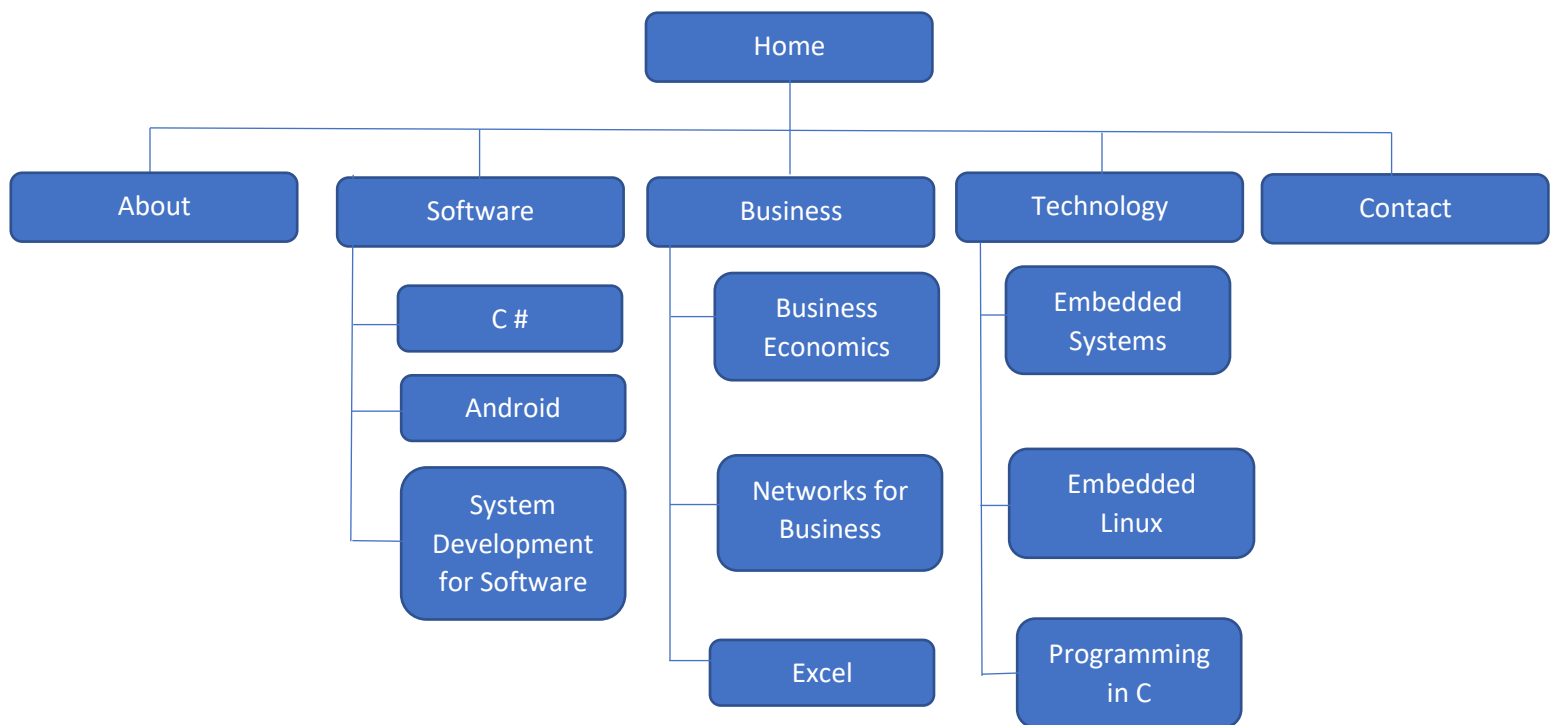 Home
About
Software
Business
Technology
Contact
C #
Android
System
Development
for Software
Business
Economics
Networks for
Business
Excel
Embedded
Systems
Embedded
Linux
Programming
in C